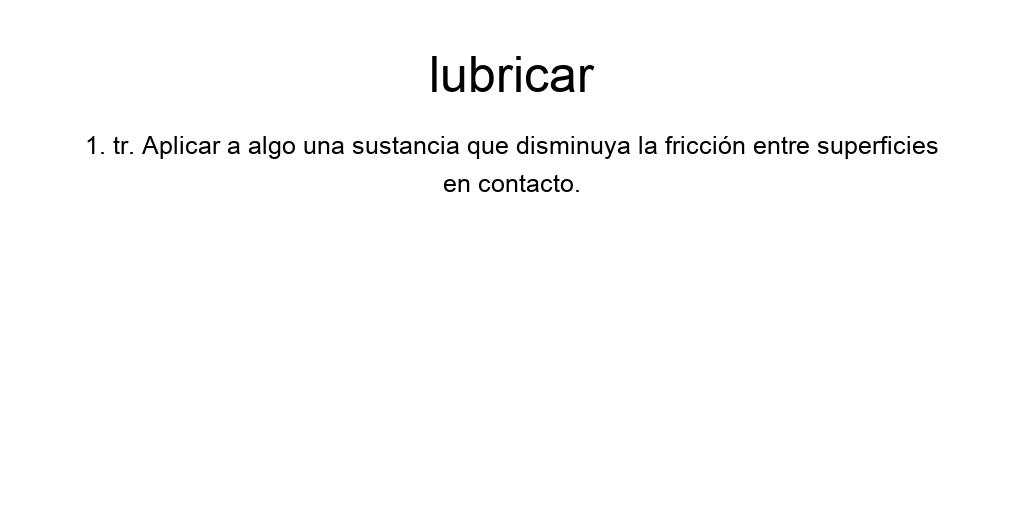 lubricar
1. tr. Aplicar a algo una sustancia que disminuya la fricción entre superficies
en contacto.